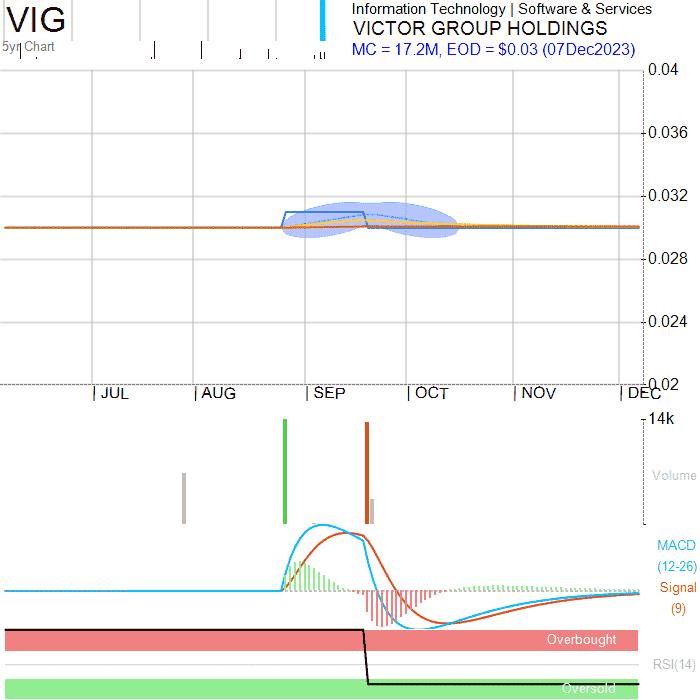 VIG
Information Technology | Software & Services
VICTOR GROUP HOLDINGS
5yr Chart
MC = 17.2M, EOD = $0.03 (07Dec2023)
0.04
0.036
0.032
0.028
0.024
0.02
JUL AUG SEP OCT NOV DEC
14k
Volume
MACD
(12-26)
Signal
(9)
Overbought
RSI(14)
Oversold